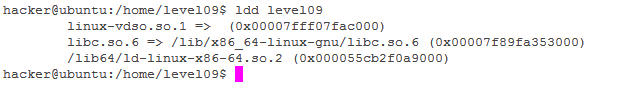 hacker@ubuntu:/home/level09$ ldd level09
linux-vdso.so.1 =>  (0x00007fff07fac000)
libc.so.6 => /lib/x86_64-linux-gnu/libc.so.6 (0x00007f89fa353000)
/lib64/ld-linux-x86-64.so.2 (0x000055cb2f0a9000)
hacker@ubuntu:/home/level09$